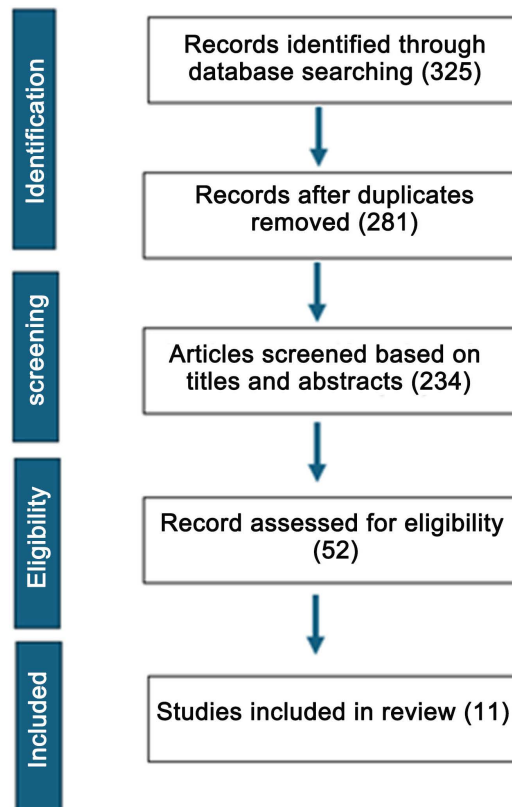 Identification
Records identified through
database searching (325)
Records after duplicates
removed (281)
screening
Articles screened based on
titles and abstracts (234)
Eligibility
Record assessed for eligibility
(52)
Included
Studies included in review (11)